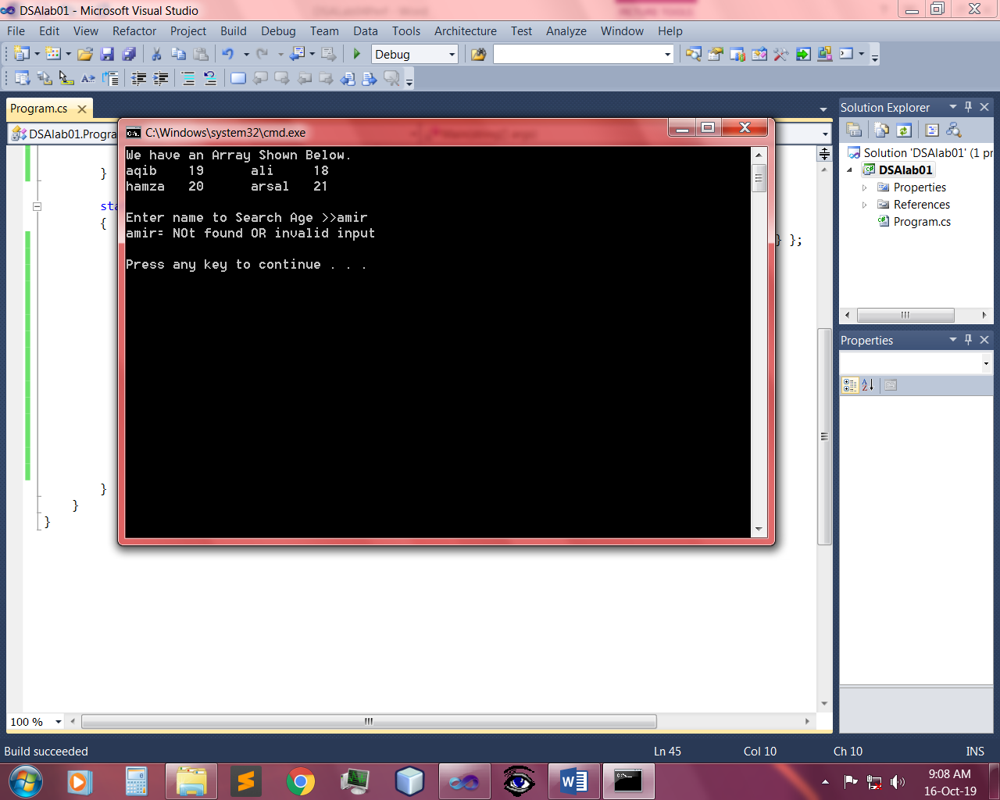 DSAlab01 - Microsoft Visual Studio
File Edit View Refactor Project Build Debug Team Data Tools Architecture Test Analyze Window Help
Debug
Program.cs
DSAlab01.Progra
C:\Windows\system32\cmd.exe
We have an Array Shown Below.
aqib 19 ali 18
hamza 20 arsal 21
Enter name to Search Age >>amir
amir= NOt found OR invalid input
Press any key to continue . . .
}
sta
{
} };
}
}
}
Solution Explorer
Solution 'DSAlab01' (1 pr
DSAlab01
Properties
References
Program.cs
Properties
100 %
Build succeeded Ln 45 Col 10 Ch 10 INS
9:08 AM
16-Oct-19